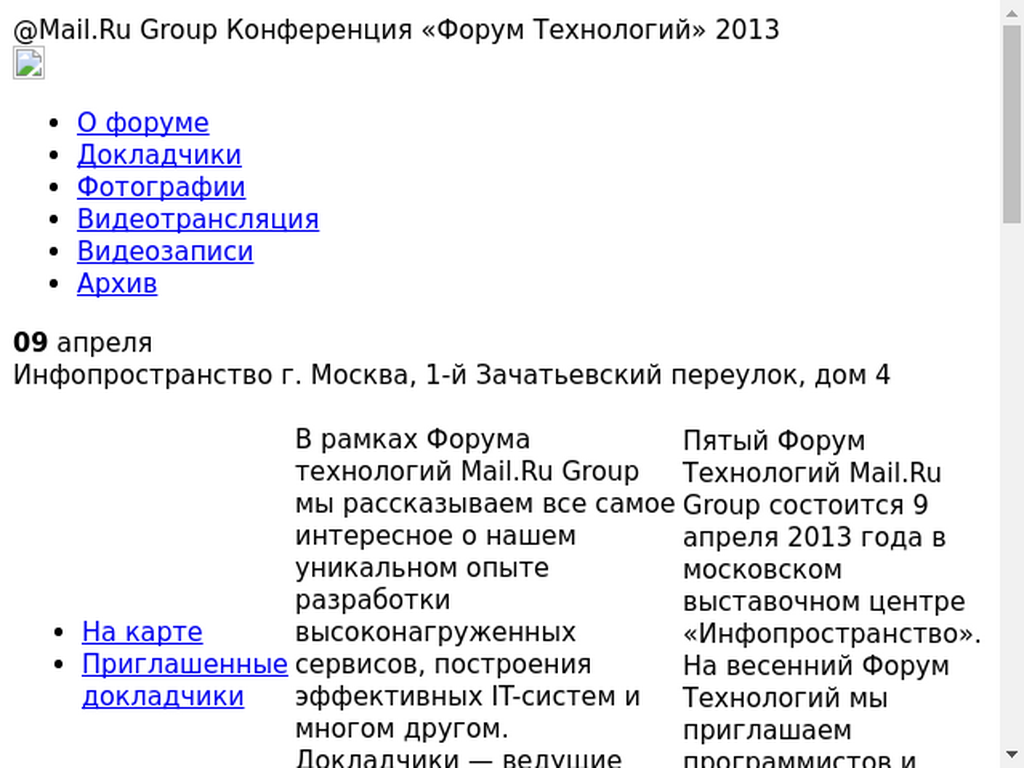 @Mail.Ru Group Конференция «Форум Технологий» 2013
О форуме
Докладчики
Фотографии
Видеотрансляция
Видеозаписи
Архив
09 апреля
Инфопространство г. Москва, 1-й Зачатьевский переулок, дом 4
На карте
Приглашенные
докладчики
В рамках Форума
технологий Mail.Ru Group
мы рассказываем все самое
интересное о нашем
уникальном опыте
разработки
высоконагруженных
сервисов, построения
эффективных IT-систем и
многом другом.
Докладчики — ведущие
Пятый Форум
Технологий Mail.Ru
Group состоится 9
апреля 2013 года в
московском
выставочном центре
«Инфопространство».
На весенний Форум
Технологий мы
приглашаем
программистов и